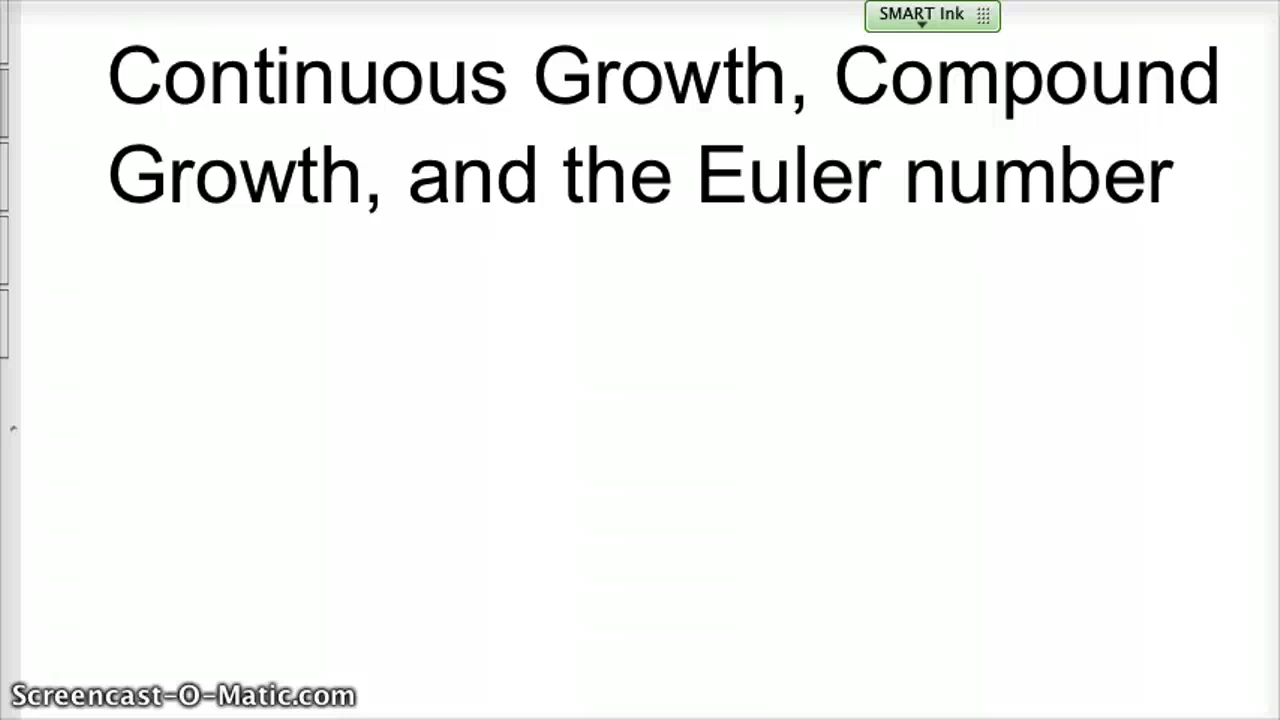 SMART Ink
Continuous Growth, Compound
Growth, and the Euler number
Screencast-O-Matic.com